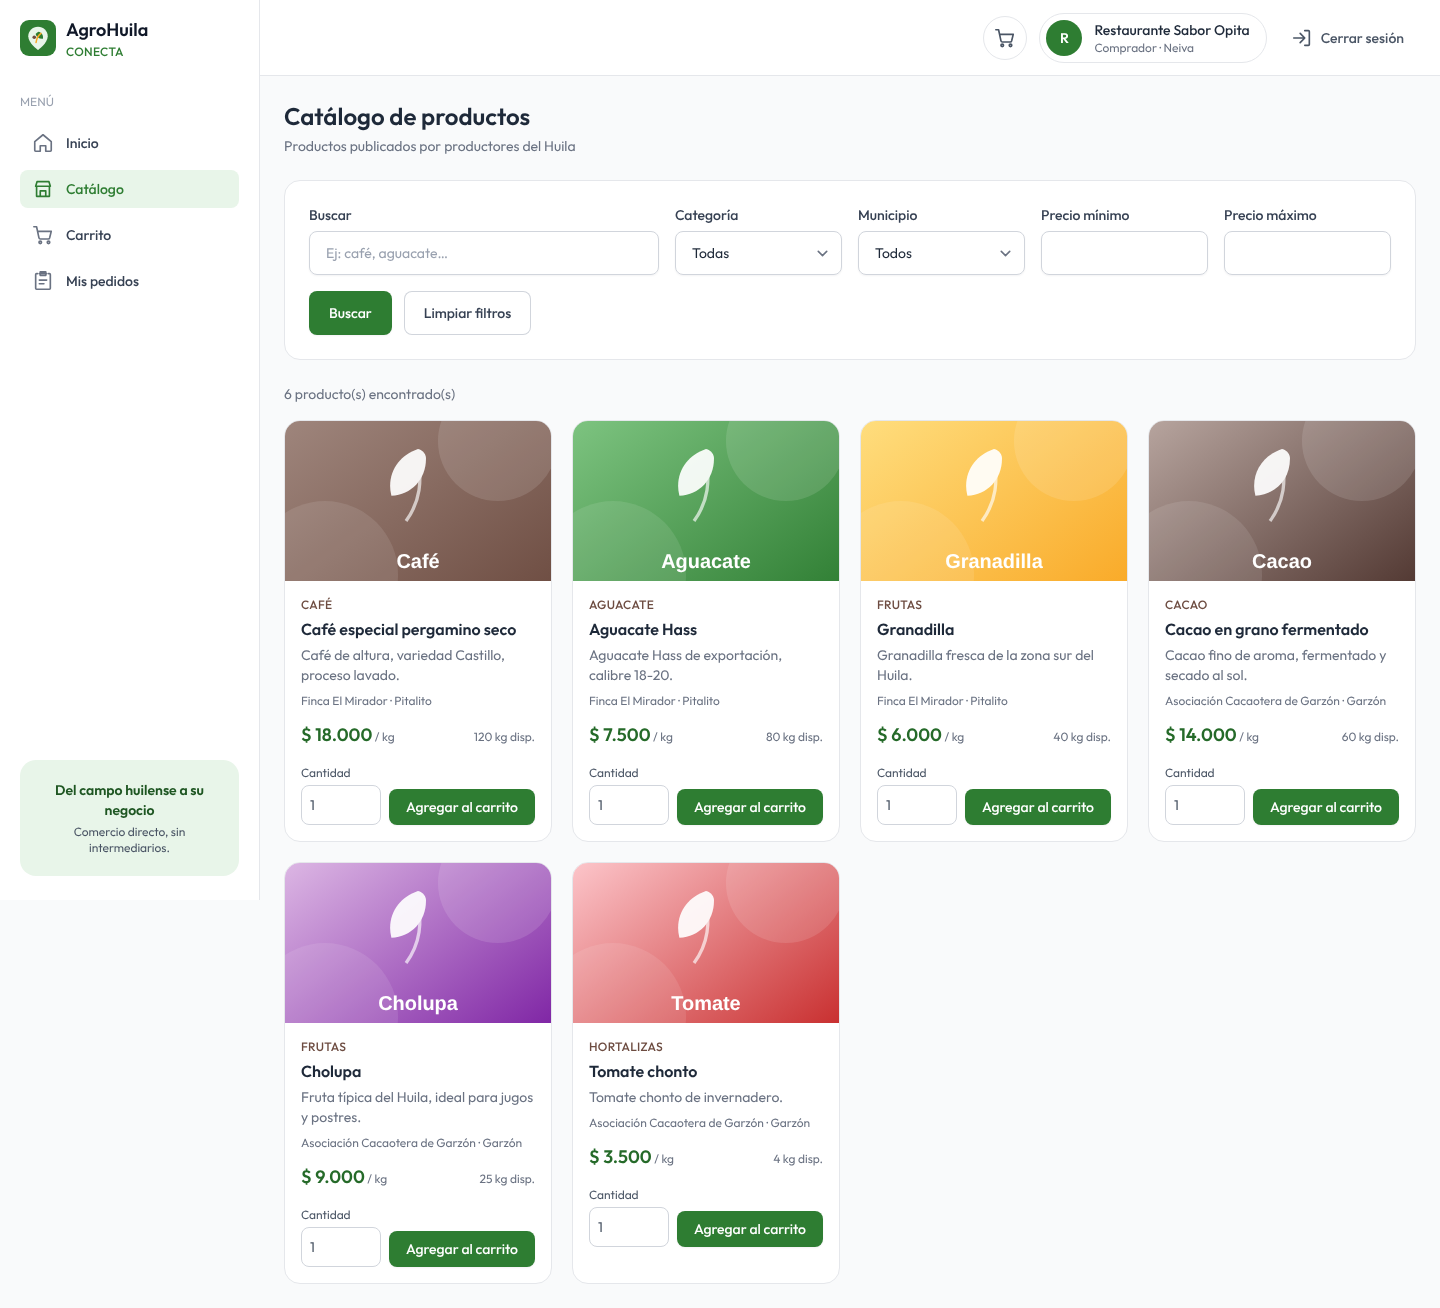 AgroHuila
CONECTA
MENÚ
Inicio
Catálogo
Carrito
Mis pedidos
Del campo huilense a su
negocio
Comercio directo, sin
intermediarios.
R
Restaurante Sabor Opita
Comprador · Neiva
Cerrar sesión
Catálogo de productos
Productos publicados por productores del Huila
Buscar
Categoría
Municipio
Precio mínimo
Precio máximo
Ej: café, aguacate...
Todas
Todos
Buscar
Limpiar filtros
6 producto(s) encontrado(s)
Café
CAFÉ
Café especial pergamino seco
Café de altura, variedad Castillo,
proceso lavado.
Finca El Mirador · Pitalito
$ 18.000 / kg
120 kg disp.
Cantidad
1
Agregar al carrito
Aguacate
AGUACATE
Aguacate Hass
Aguacate Hass de exportación,
calibre 18-20.
Finca El Mirador · Pitalito
$ 7.500 / kg
80 kg disp.
Cantidad
1
Agregar al carrito
Granadilla
FRUTAS
Granadilla
Granadilla fresca de la zona sur del
Huila.
Finca El Mirador · Pitalito
$ 6.000 / kg
40 kg disp.
Cantidad
1
Agregar al carrito
Cacao
CACAO
Cacao en grano fermentado
Cacao fino de aroma, fermentado y
secado al sol.
Asociación Cacaotera de Garzón · Garzón
$ 14.000 / kg
60 kg disp.
Cantidad
1
Agregar al carrito
Cholupa
FRUTAS
Cholupa
Fruta típica del Huila, ideal para jugos
y postres.
Asociación Cacaotera de Garzón · Garzón
$ 9.000 / kg
25 kg disp.
Cantidad
1
Agregar al carrito
Tomate
HORTALIZAS
Tomate chonto
Tomate chonto de invernadero.
Asociación Cacaotera de Garzón · Garzón
$ 3.500 / kg
4 kg disp.
Cantidad
1
Agregar al carrito